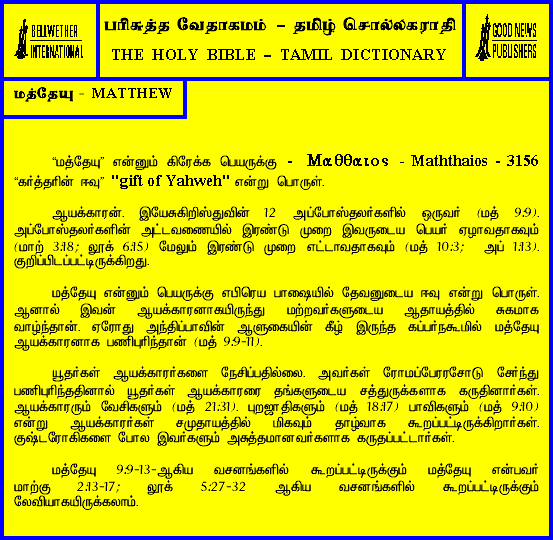 BELLWETHER
INTERNATIONAL
பரிசுத்த வேதாகமம் – தமிழ் சொல்லகராதி
THE HOLY BIBLE – TAMIL DICTIONARY
GOOD NEWS
PUBLISHERS
மத்தேயு - MATTHEW
“மத்தேயு” என்னும் கிரேக்க பெயருக்கு - Μαθθαιος - Maththaios - 3156
“கர்த்தரின் ஈவு” "gift of Yahweh" என்று பொருள்.
ஆயக்காரன். இயேசுகிறிஸ்துவின் 12 அப்போஸ்தலர்களில் ஒருவர் (மத் 9:9).
அப்போஸ்தலர்களின் அட்டவணையில் இரண்டு முறை இவருடைய பெயர் ஏழாவதாகவும்
(மாற் 3:18; லூக் 6:15) மேலும் இரண்டு முறை எட்டாவதாகவும் (மத் 10:3; அப் 1:13).
குறிப்பிடப்பட்டிருக்கிறது.
மத்தேயு என்னும் பெயருக்கு எபிரெய பாஷையில் தேவனுடைய ஈவு என்று பொருள்.
ஆனால் இவன் ஆயக்காரனாகயிருந்து மற்றவர்களுடைய ஆதாயத்தில் சுகமாக
வாழ்ந்தான். ஏரோது அந்திப்பாவின் ஆளுகையின் கீழ் இருந்த கப்பர்நகூமில் மத்தேயு
ஆயக்காரனாக பணிபுரிந்தான் (மத் 9:9-11).
யூதர்கள் ஆயக்காரர்களை நேசிப்பதில்லை. அவர்கள் ரோமப்பேரரசோடு சேர்ந்து
பணிபுரிந்ததினால் யூதர்கள் ஆயக்காரரை தங்களுடைய சத்துருக்களாக கருதினார்கள்.
ஆயக்காரரும் வேசிகளும் (மத் 21:31). புறஜாதிகளும் (மத் 18:17) பாவிகளும் (மத் 9:10)
என்று ஆயக்காரர்கள் சமுதாயத்தில் மிகவும் தாழ்வாக கூறப்பட்டிருக்கிறார்கள்.
குஷ்டரோகிகளை போல இவர்களும் அசுத்தமானவர்களாக கருதப்பட்டார்கள்.
மத்தேயு 9:9-13-ஆகிய வசனங்களில் கூறப்பட்டிருக்கும் மத்தேயு என்பவர்
மாற்கு 2:13-17; லூக் 5:27-32 ஆகிய வசனங்களில் கூறப்பட்டிருக்கும்
லேவியாகயிருக்கலாம்.